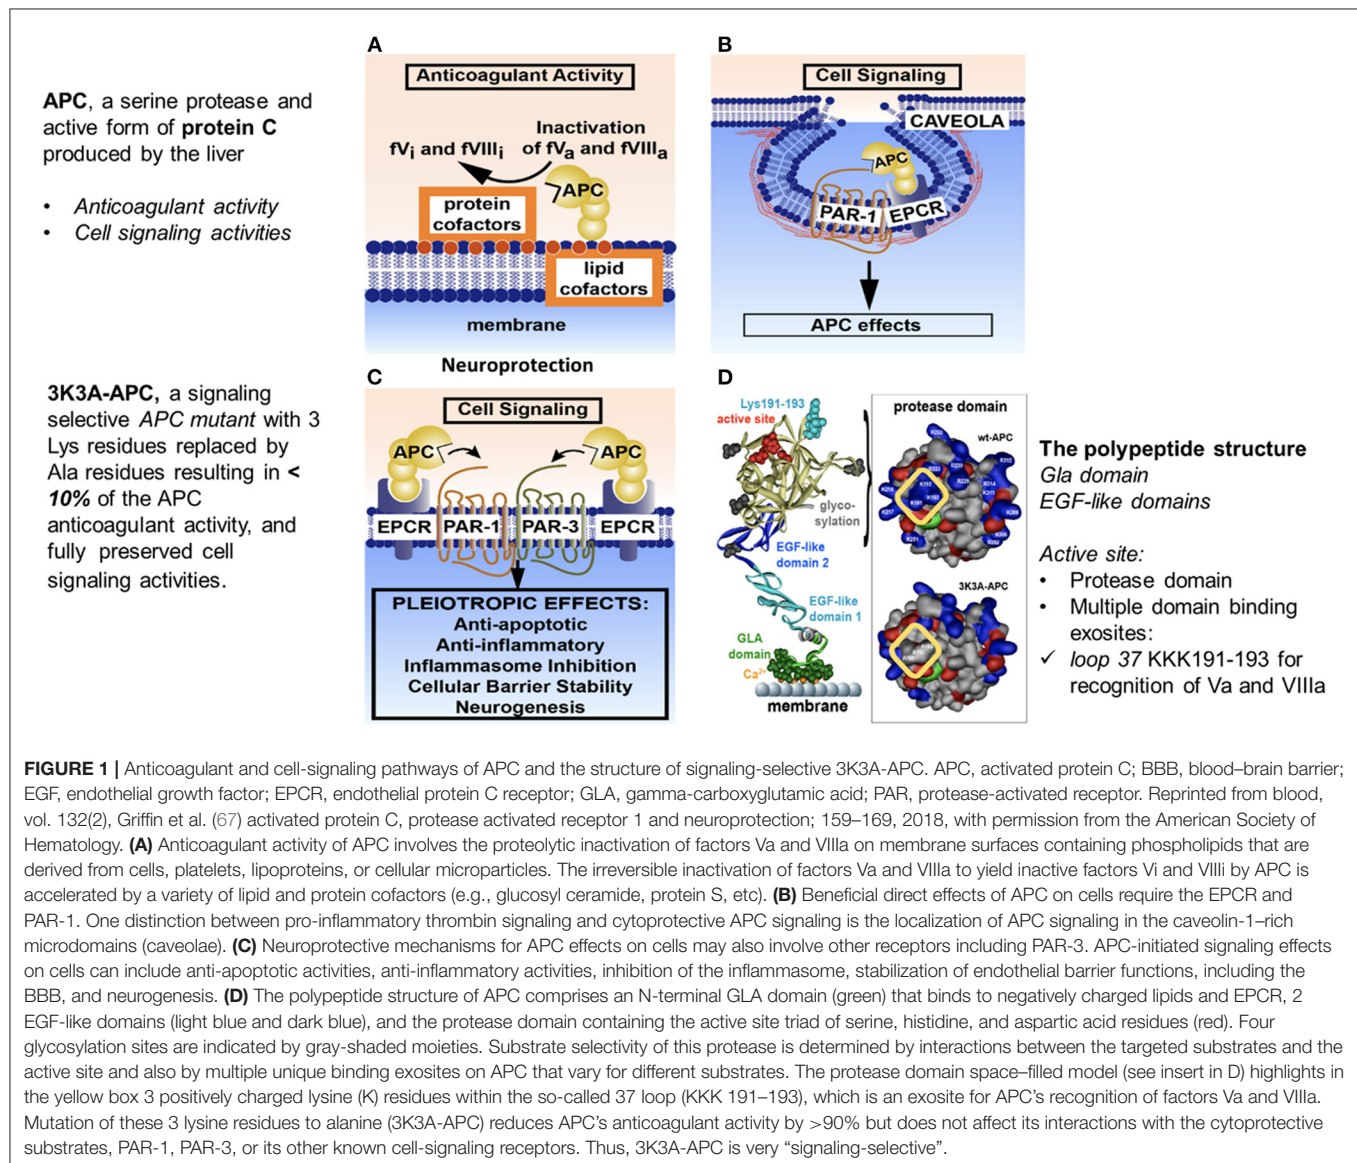 APC, a serine protease and
active form of protein C
produced by the liver
• Anticoagulant activity
• Cell signaling activities
A
Anticoagulant Activity
Inactivation
of fVa and fVIIIa
fVi and fVIIIi
APC
protein
cofactors
lipid
cofactors
membrane
B
Cell Signaling
CAVEOLA
APC
PAR-1
EPCR
APC effects
3K3A-APC, a signaling
selective APC mutant with 3
Lys residues replaced by
Ala residues resulting in <
10% of the APC
anticoagulant activity, and
fully preserved cell
signaling activities.
Neuroprotection
C
Cell Signaling
APC
APC
EPCR
PAR-1
PAR-3
EPCR
PLEIOTROPIC EFFECTS:
Anti-apoptotic
Anti-inflammatory
Inflammasome Inhibition
Cellular Barrier Stability
Neurogenesis
D
Lys191-193
active site
glyco-
sylation
EGF-like
domain 2
EGF-like
domain 1
GLA
domain
Ca2+
membrane
protease domain
wt-APC
K192
K191
K193
3K3A-APC
The polypeptide structure
Gla domain
EGF-like domains
Active site:
• Protease domain
• Multiple domain binding
exosites:
✓ loop 37 KKK191-193 for
recognition of Va and VIIIa
FIGURE 1 | Anticoagulant and cell-signaling pathways of APC and the structure of signaling-selective 3K3A-APC. APC, activated protein C; BBB, blood–brain barrier;
EGF, endothelial growth factor; EPCR, endothelial protein C receptor; GLA, gamma-carboxyglutamic acid; PAR, protease-activated receptor. Reprinted from blood,
vol. 132(2), Griffin et al. (67) activated protein C, protease activated receptor 1 and neuroprotection; 159–169, 2018, with permission from the American Society of
Hematology. (A) Anticoagulant activity of APC involves the proteolytic inactivation of factors Va and VIIIa on membrane surfaces containing phospholipids that are
derived from cells, platelets, lipoproteins, or cellular microparticles. The irreversible inactivation of factors Va and VIIIa to yield inactive factors Vi and VIIIi by APC is
accelerated by a variety of lipid and protein cofactors (e.g., glucosyl ceramide, protein S, etc). (B) Beneficial direct effects of APC on cells require the EPCR and
PAR-1. One distinction between pro-inflammatory thrombin signaling and cytoprotective APC signaling is the localization of APC signaling in the caveolin-1–rich
microdomains (caveolae). (C) Neuroprotective mechanisms for APC effects on cells may also involve other receptors including PAR-3. APC-initiated signaling effects
on cells can include anti-apoptotic activities, anti-inflammatory activities, inhibition of the inflammasome, stabilization of endothelial barrier functions, including the
BBB, and neurogenesis. (D) The polypeptide structure of APC comprises an N-terminal GLA domain (green) that binds to negatively charged lipids and EPCR, 2
EGF-like domains (light blue and dark blue), and the protease domain containing the active site triad of serine, histidine, and aspartic acid residues (red). Four
glycosylation sites are indicated by gray-shaded moieties. Substrate selectivity of this protease is determined by interactions between the targeted substrates and the
active site and also by multiple unique binding exosites on APC that vary for different substrates. The protease domain space–filled model (see insert in D) highlights in
the yellow box 3 positively charged lysine (K) residues within the so-called 37 loop (KKK 191–193), which is an exosite for APC's recognition of factors Va and VIIIa.
Mutation of these 3 lysine residues to alanine (3K3A-APC) reduces APC's anticoagulant activity by >90% but does not affect its interactions with the cytoprotective
substrates, PAR-1, PAR-3, or its other known cell-signaling receptors. Thus, 3K3A-APC is very “signaling-selective”.